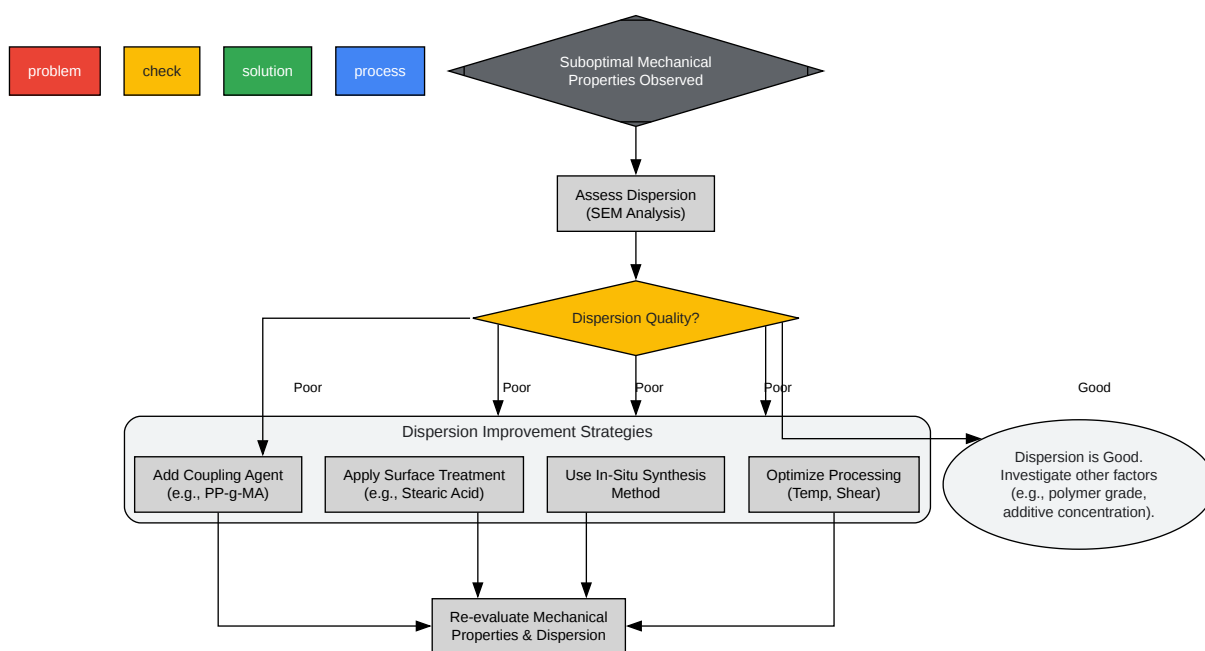 problem
check
solution
process
Suboptimal Mechanical
Properties Observed
Assess Dispersion
(SEM Analysis)
Dispersion Quality?
Poor
Poor
Poor
Poor
Good
Dispersion Improvement Strategies
Add Coupling Agent
(e.g., PP-g-MA)
Apply Surface Treatment
(e.g., Stearic Acid)
Use In-Situ Synthesis
Method
Optimize Processing
(Temp, Shear)
Dispersion is Good.
Investigate other factors
(e.g., polymer grade,
additive concentration).
Re-evaluate Mechanical
Properties & Dispersion